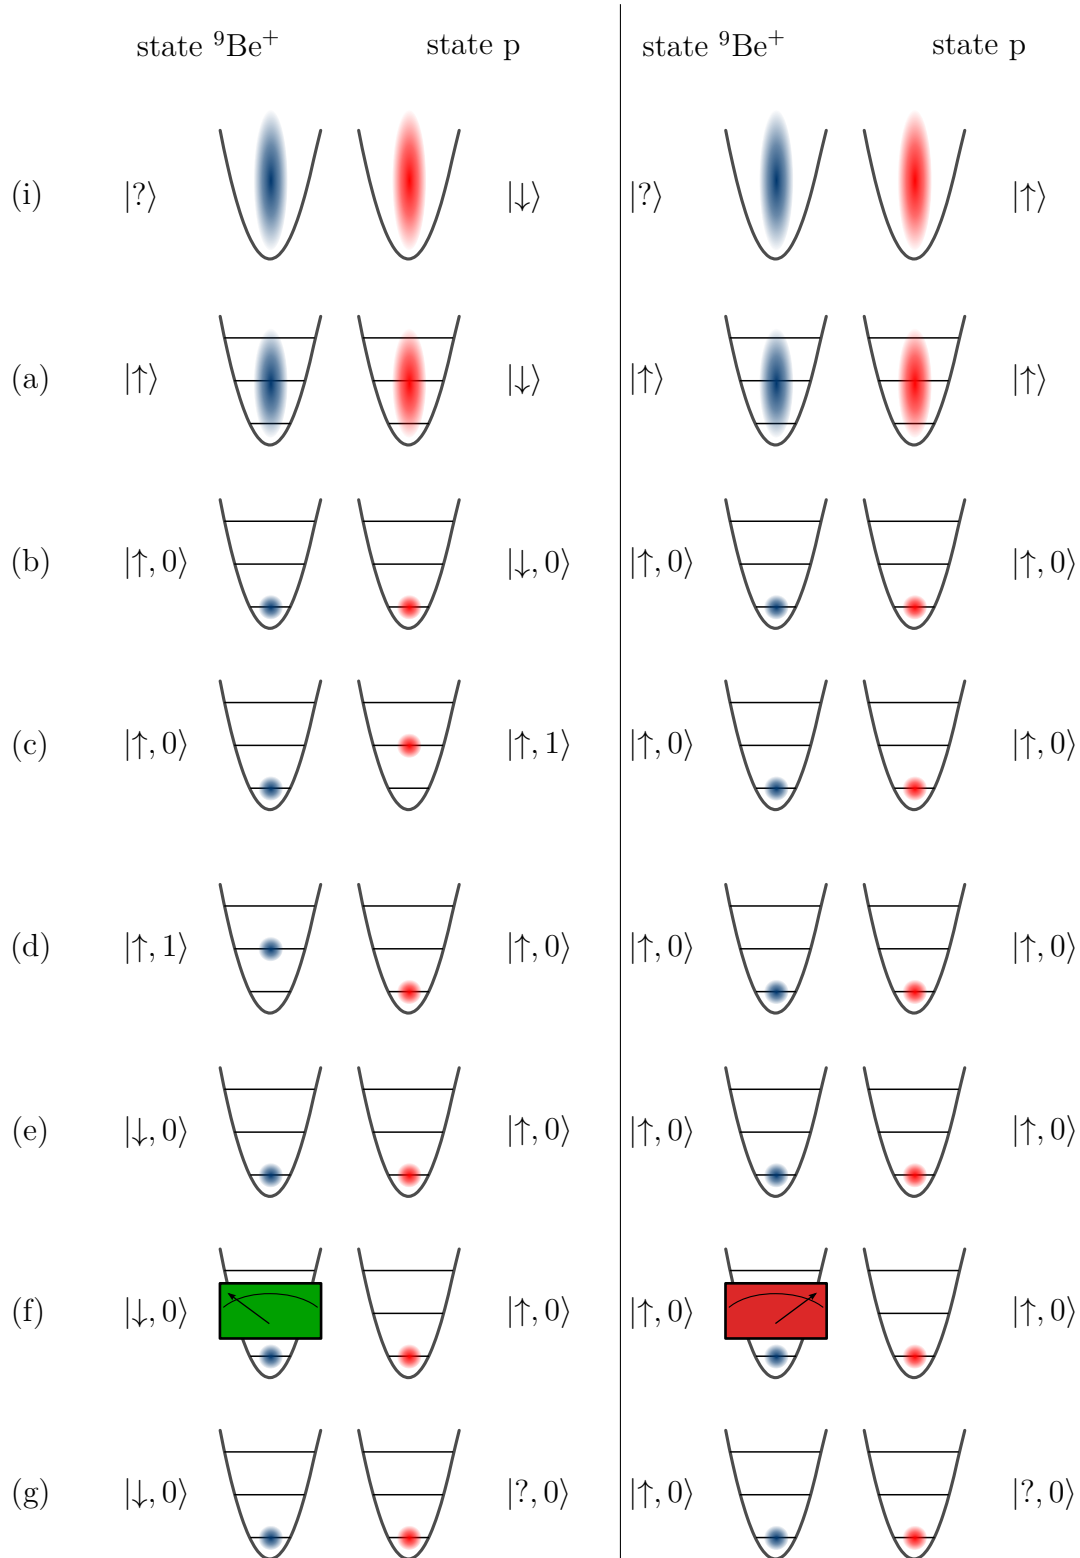 state ⁹Be⁺ state p state ⁹Be⁺ state p
(i) |?⟩ |↓⟩ |?⟩ |↑⟩
(a) |↑⟩ |↓⟩ |↑⟩ |↑⟩
(b) |↑, 0⟩ |↓, 0⟩ |↑, 0⟩ |↑, 0⟩
(c) |↑, 0⟩ |↑, 1⟩ |↑, 0⟩ |↑, 0⟩
(d) |↑, 1⟩ |↑, 0⟩ |↑, 0⟩ |↑, 0⟩
(e) |↓, 0⟩ |↑, 0⟩ |↑, 0⟩ |↑, 0⟩
(f) |↓, 0⟩ |↑, 0⟩ |↑, 0⟩ |↑, 0⟩
(g) |↓, 0⟩ |?, 0⟩ |↑, 0⟩ |?, 0⟩